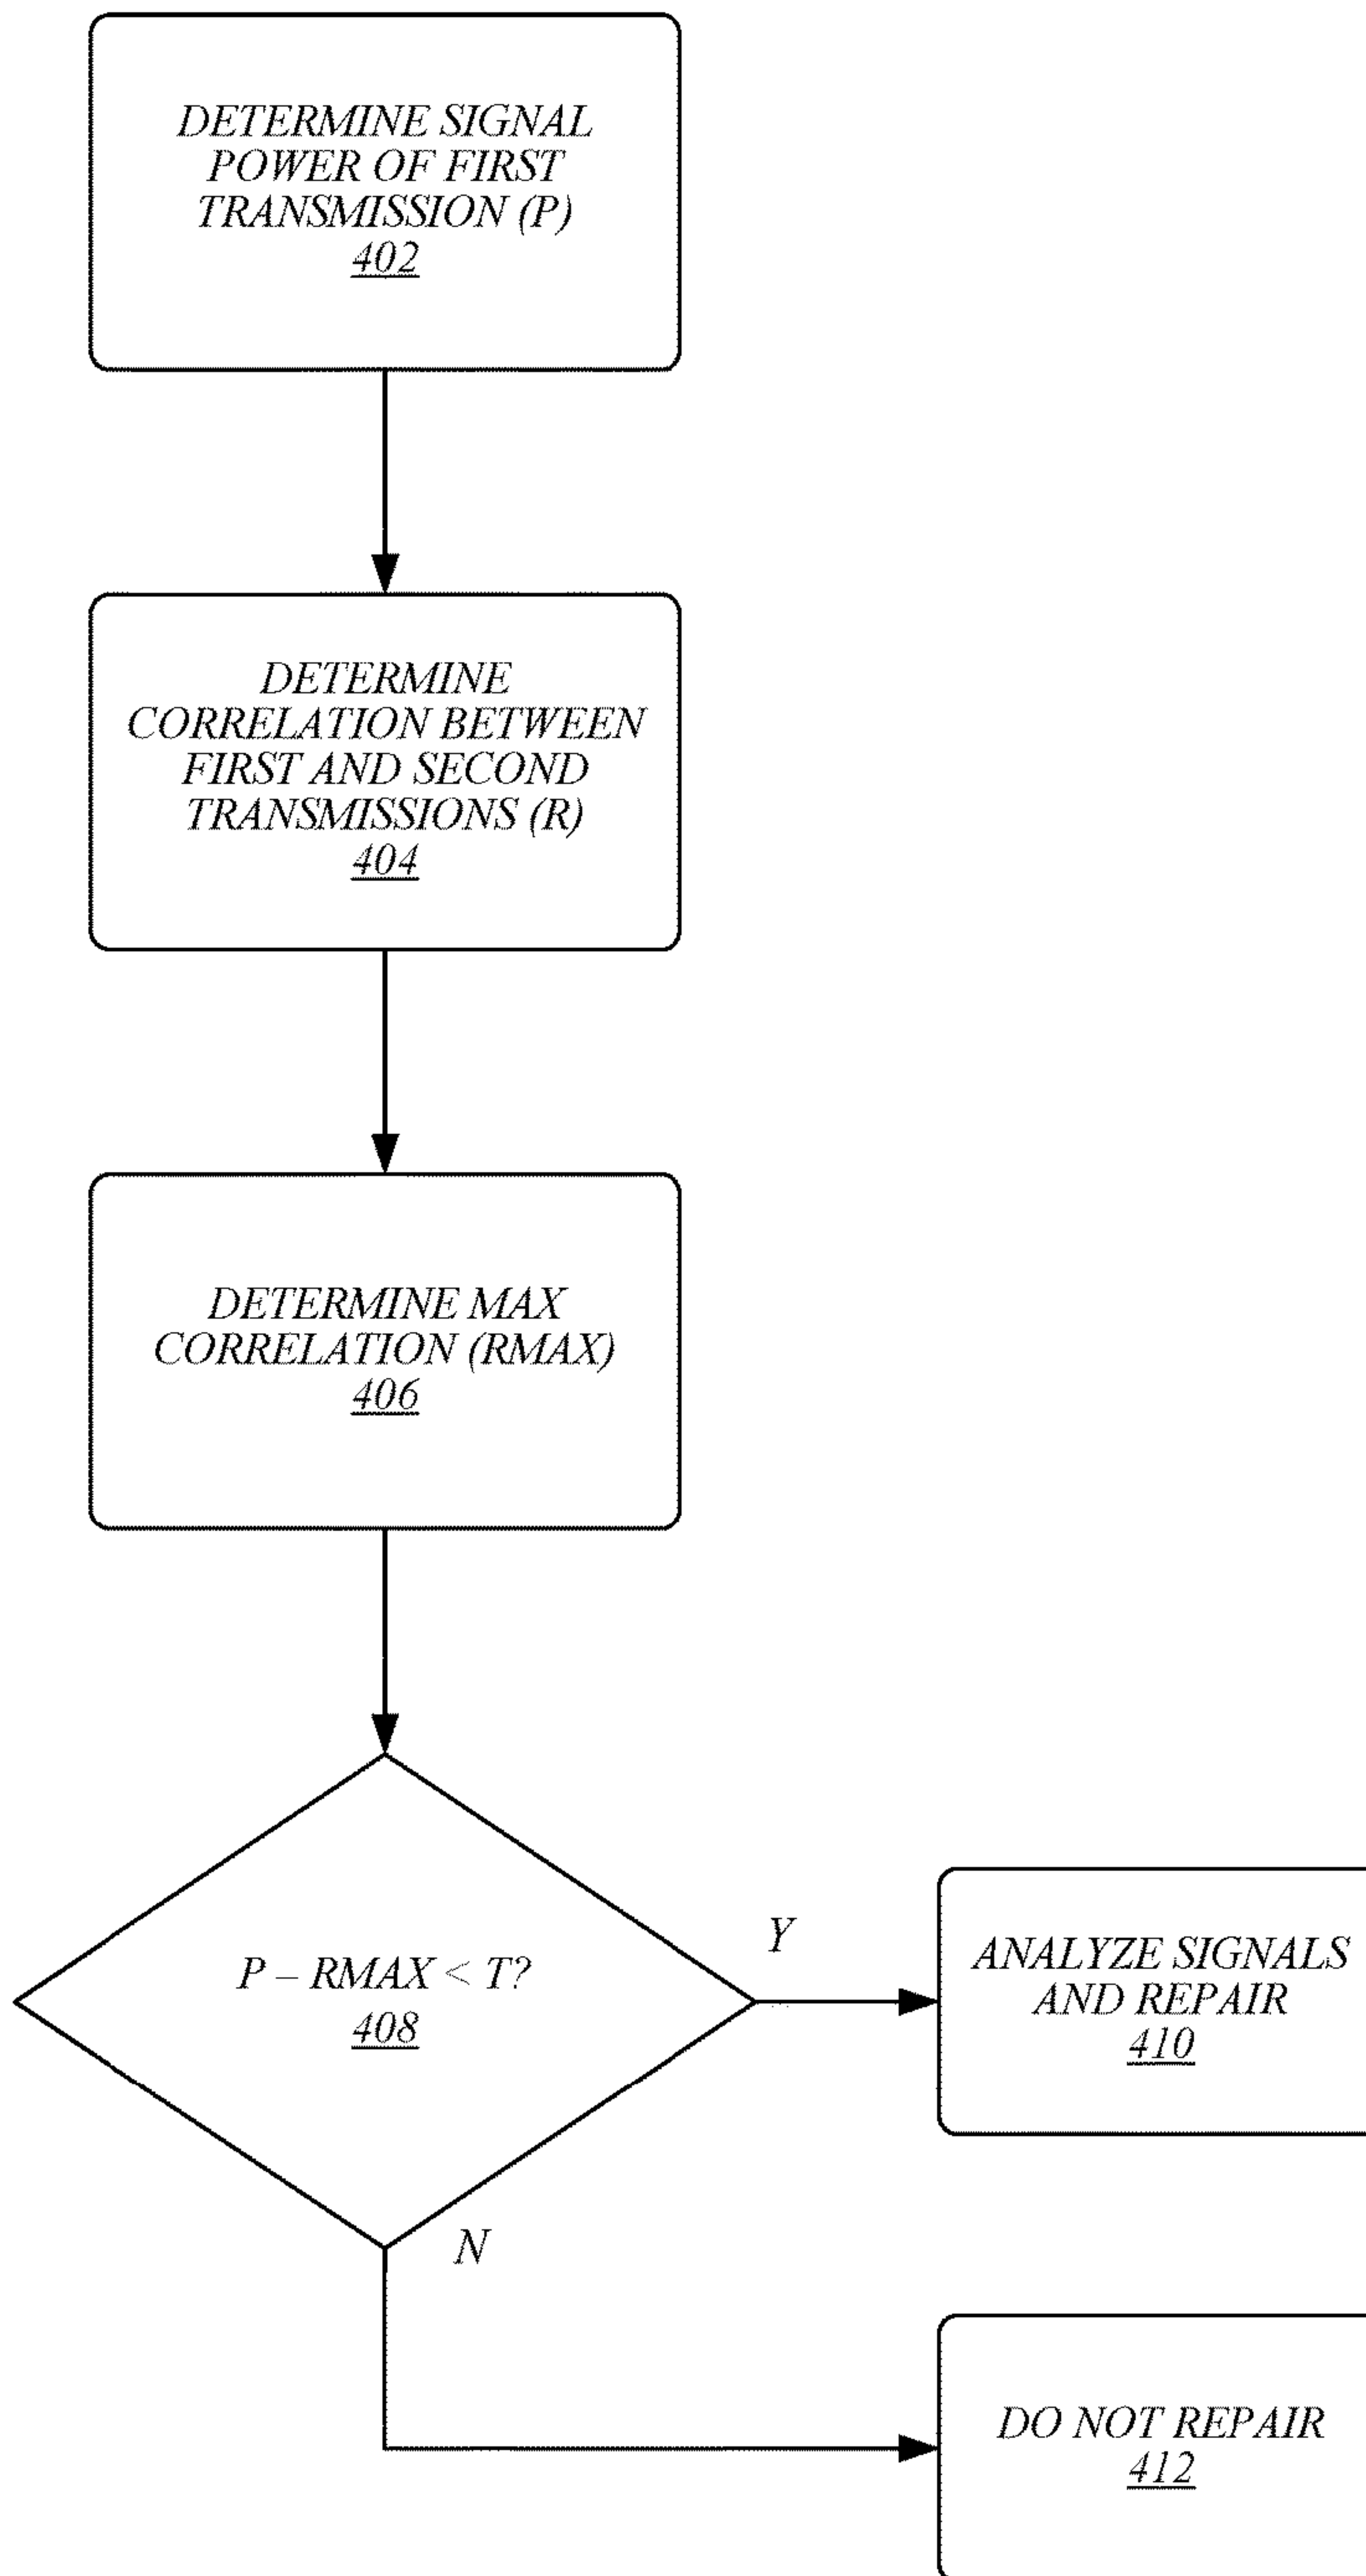 DETERMINE SIGNAL
POWER OF FIRST
TRANSMISSION (P)
402
DETERMINE
CORRELATION BETWEEN
FIRST AND SECOND
TRANSMISSIONS (R)
404
DETERMINE MAX
CORRELATION (RMAX)
406
P – RMAX < T?
408
Y
ANALYZE SIGNALS
AND REPAIR
410
N
DO NOT REPAIR
412